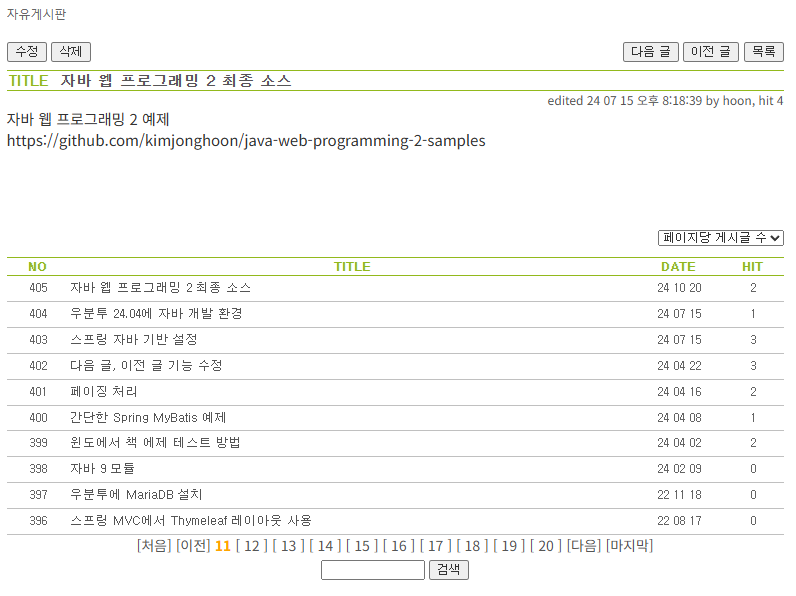 자유게시판
수정 삭제 다음 글 이전 글 목록
TITLE 자바 웹 프로그래밍 2 최종 소스
edited 24 07 15 오후 8:18:39 by hoon, hit 4
자바 웹 프로그래밍 2 예제
https://github.com/kimjonghoon/java-web-programming-2-samples
페이지당 게시글 수
NO TITLE DATE HIT
405 자바 웹 프로그래밍 2 최종 소스 24 10 20 2
404 우분투 24.04에 자바 개발 환경 24 07 15 1
403 스프링 자바 기반 설정 24 07 15 3
402 다음 글, 이전 글 기능 수정 24 04 22 3
401 페이징 처리 24 04 16 2
400 간단한 Spring MyBatis 예제 24 04 08 1
399 윈도에서 책 에제 테스트 방법 24 04 02 2
398 자바 9 모듈 24 02 09 0
397 우분투에 MariaDB 설치 22 11 18 0
396 스프링 MVC에서 Thymeleaf 레이아웃 사용 22 08 17 0
[처음] [이전] 11 [ 12 ] [ 13 ] [ 14 ] [ 15 ] [ 16 ] [ 17 ] [ 18 ] [ 19 ] [ 20 ] [다음] [마지막]
검색